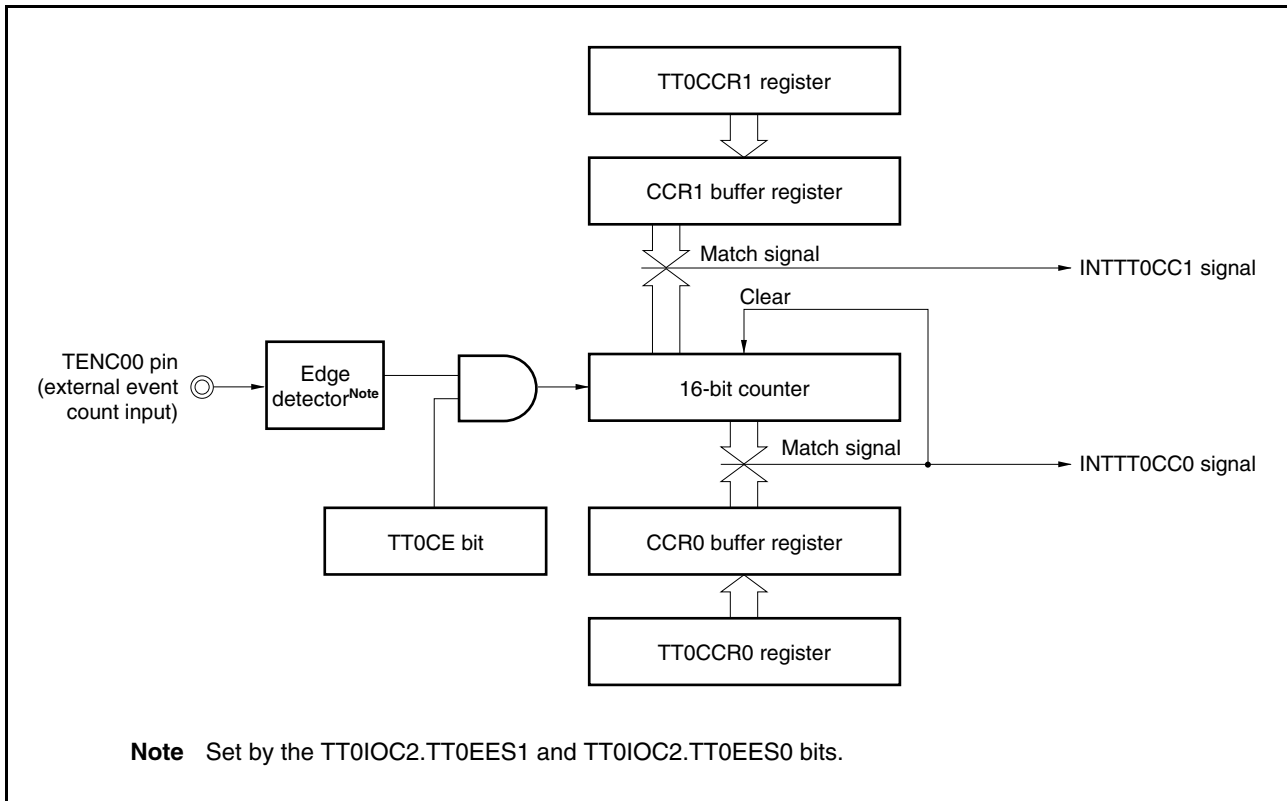 TT0CCR1 register
CCR1 buffer register
Match signal
INTTT0CC1 signal
Clear
TENC00 pin
(external event
count input)
Edge
detectorNote
16-bit counter
Match signal
INTTT0CC0 signal
TT0CE bit
CCR0 buffer register
TT0CCR0 register
Note Set by the TT0IOC2.TT0EES1 and TT0IOC2.TT0EES0 bits.